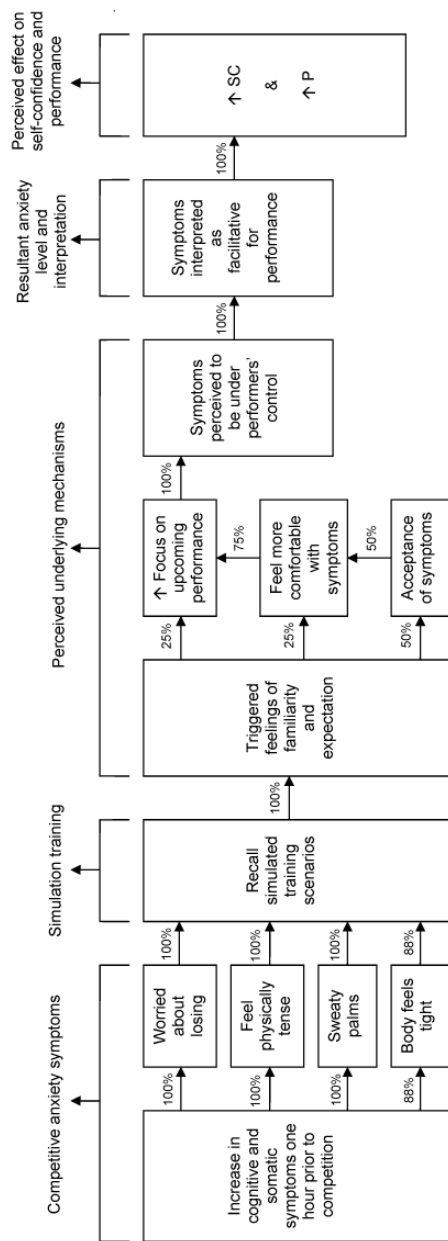 Competitive anxiety symptoms
Simulation training
Perceived underlying mechanisms
Resultant anxiety
level and
interpretation
Perceived effect on
self-confidence and
performance
Increase in
cognitive and
somatic
symptoms one
hour prior to
competition
100%
100%
100%
88%
Worried
about
losing
Feel
physically
tense
Sweaty
palms
Body feels
tight
100%
100%
100%
88%
Recall
simulated
training
scenarios
100%
Triggered
feelings of
familiarity
and
expectation
25%
25%
50%
↑ Focus on
upcoming
performance
75%
Feel more
comfortable
with
symptoms
50%
Acceptance
of symptoms
100%
Symptoms
perceived to
be under
performers'
control
100%
Symptoms
interpreted
as
facilitative
for
performance
100%
↑ SC
&
↑ P